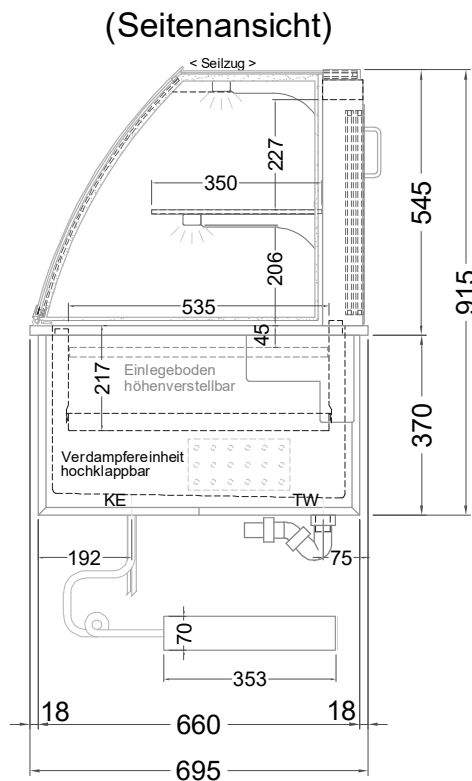 (Seitenansicht)
< Seilzug >
227
350
545
915
206
535
45
217
Einlegeboden
höhenverstellbar
370
Verdampfereinheit
hochklappbar
KE
TW
192
75
70
353
18
660
18
695